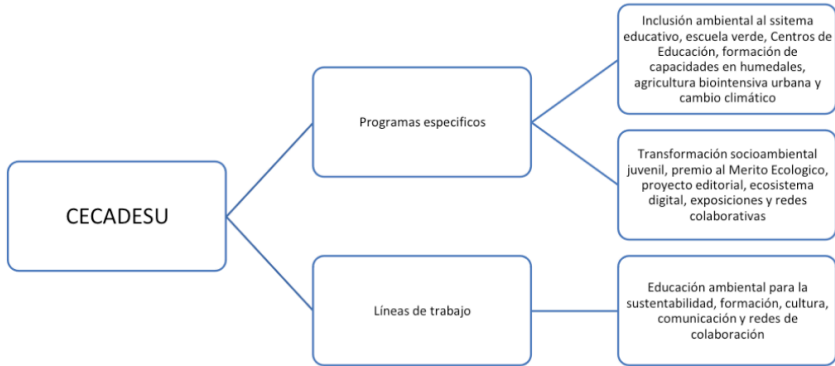 CECADESU
Programas especificos
Inclusión ambiental al ssitema
educativo, escuela verde, Centros de
Educación, formación de
capacidades en humedales,
agricultura biointensiva urbana y
cambio climático
Transformación socioambiental
juvenil, premio al Merito Ecologico,
proyecto editorial, ecosistema
digital, exposiciones y redes
colaborativas
Líneas de trabajo
Educación ambiental para la
sustentabilidad, formación, cultura,
comunicación y redes de
colaboración